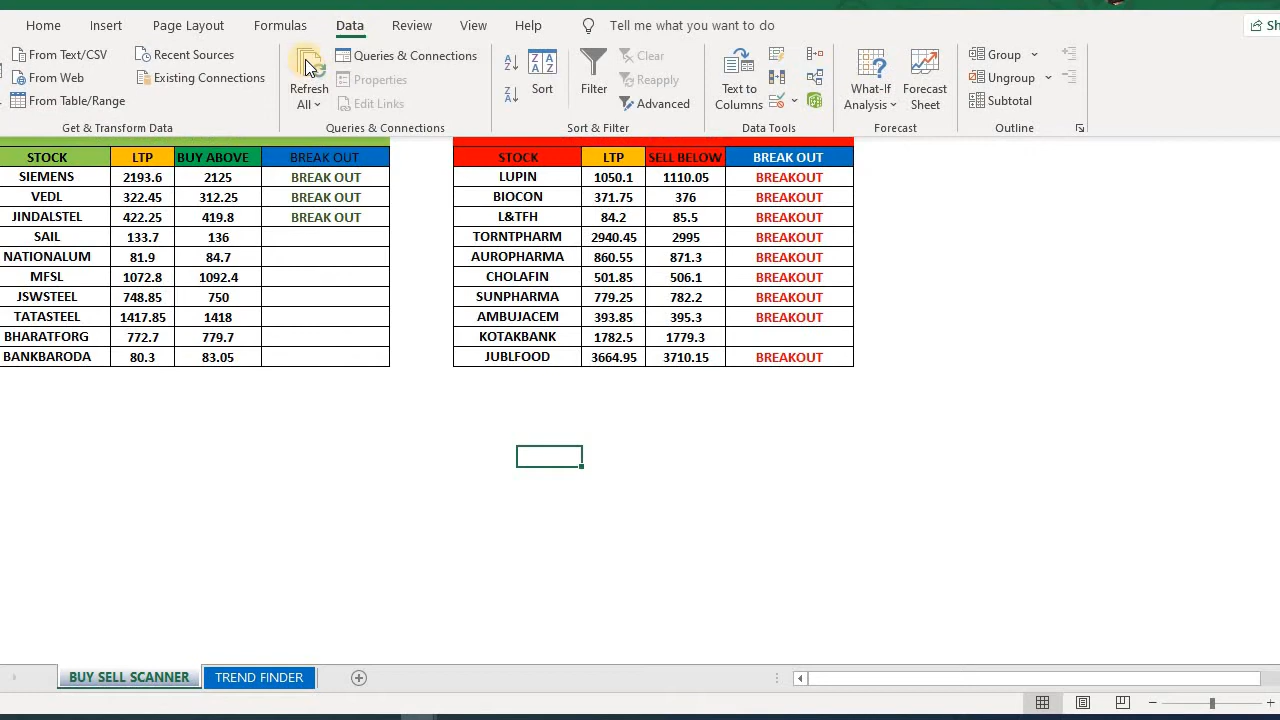 Home Insert Page Layout Formulas Data Review View Help Tell me what you want to do
From Text/CSV Recent Sources Queries & Connections Clear Group
From Web Existing Connections Properties Reapply Ungroup
From Table/Range Refresh All Edit Links Sort Filter Advanced Text to Columns What-If Analysis Forecast Sheet Subtotal
Get & Transform Data Queries & Connections Sort & Filter Data Tools Forecast Outline
STOCK LTP BUY ABOVE BREAK OUT STOCK LTP SELL BELOW BREAK OUT
SIEMENS 2193.6 2125 BREAK OUT LUPIN 1050.1 1110.05 BREAKOUT
VEDL 322.45 312.25 BREAK OUT BIOCON 371.75 376 BREAKOUT
JINDALSTEL 422.25 419.8 BREAK OUT L&TFH 84.2 85.5 BREAKOUT
SAIL 133.7 136 TORNTPHARM 2940.45 2995 BREAKOUT
NATIONALUM 81.9 84.7 AUROPHARMA 860.55 871.3 BREAKOUT
MFSL 1072.8 1092.4 CHOLAFIN 501.85 506.1 BREAKOUT
JSWSTEEL 748.85 750 SUNPHARMA 779.25 782.2 BREAKOUT
TATASTEEL 1417.85 1418 AMBUJACEM 393.85 395.3 BREAKOUT
BHARATFORG 772.7 779.7 KOTAKBANK 1782.5 1779.3
BANKBARODA 80.3 83.05 JUBLFOOD 3664.95 3710.15 BREAKOUT
BUY SELL SCANNER TREND FINDER